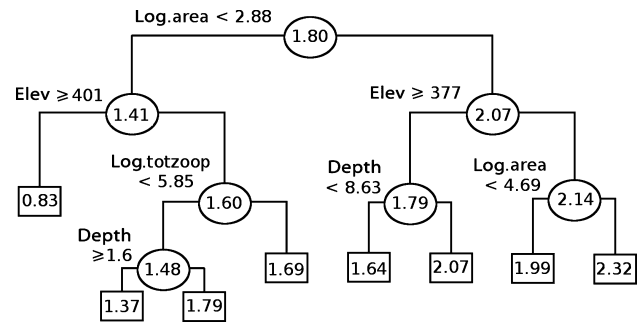 Log.area < 2.88
1.80
Elev ≥ 401
1.41
Elev ≥ 377
2.07
Log.totzoop
< 5.85
Depth
< 8.63
Log.area
< 4.69
0.83
1.60
1.79
2.14
Depth
≥1.6
1.48
1.69
1.64
2.07
1.99
2.32
1.37
1.79